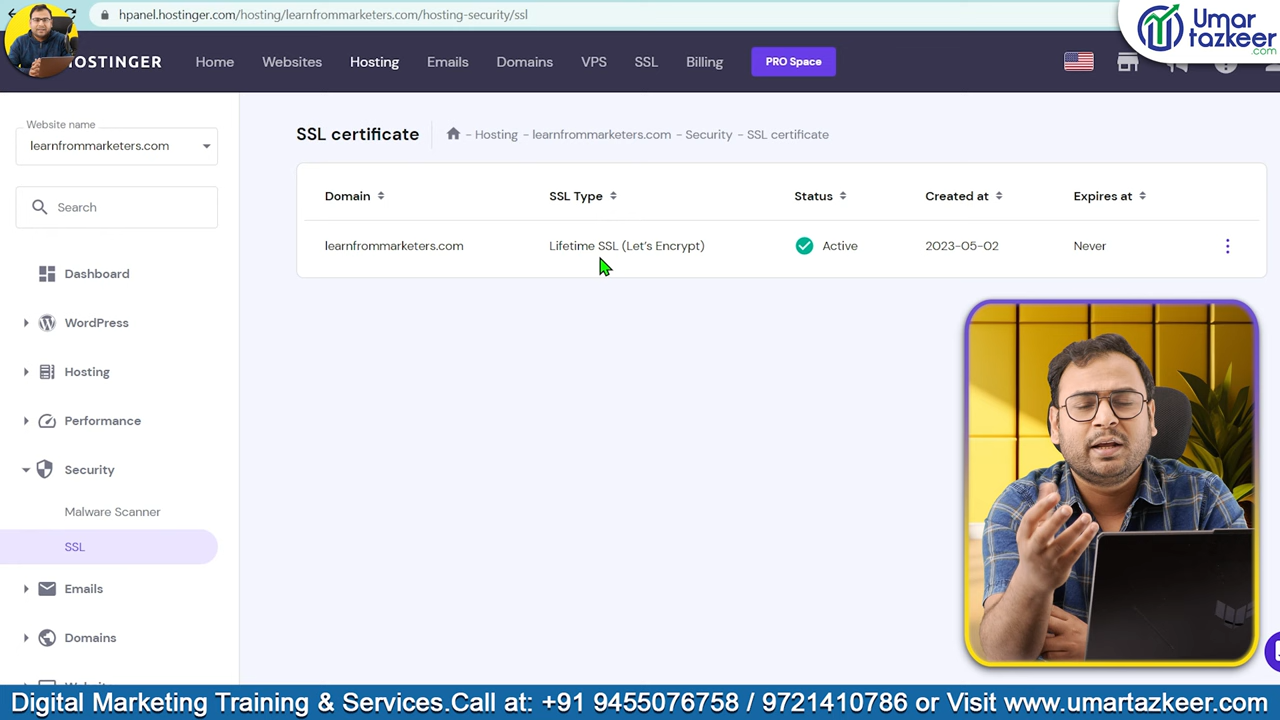 hpanel.hostinger.com/hosting/learnfrommarketers.com/hosting-security/ssl
Umar
tazkeer
.com
HOSTINGER
Home
Websites
Hosting
Emails
Domains
VPS
SSL
Billing
PRO Space
Website name
learnfrommarketers.com
Search
Dashboard
WordPress
Hosting
Performance
Security
Malware Scanner
SSL
Emails
Domains
SSL certificate
- Hosting - learnfrommarketers.com - Security - SSL certificate
Domain
SSL Type
Status
Created at
Expires at
learnfrommarketers.com
Lifetime SSL (Let's Encrypt)
Active
2023-05-02
Never
Digital Marketing Training & Services.Call at: +91 9455076758 / 9721410786 or Visit www.umartazkeer.com